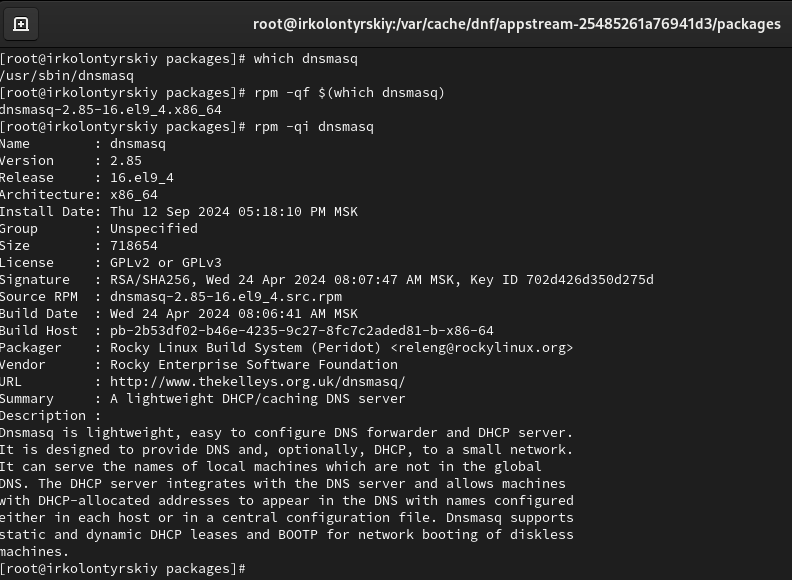 root@irkolontyrskiy:/var/cache/dnf/appstream-25485261a76941d3/packages
[root@irkolontyrskiy packages]# which dnsmasq
/usr/sbin/dnsmasq
[root@irkolontyrskiy packages]# rpm -qf $(which dnsmasq)
dnsmasq-2.85-16.el9_4.x86_64
[root@irkolontyrskiy packages]# rpm -qi dnsmasq
Name        : dnsmasq
Version     : 2.85
Release     : 16.el9_4
Architecture: x86_64
Install Date: Thu 12 Sep 2024 05:18:10 PM MSK
Group       : Unspecified
Size        : 718654
License     : GPLv2 or GPLv3
Signature   : RSA/SHA256, Wed 24 Apr 2024 08:07:47 AM MSK, Key ID 702d426d350d275d
Source RPM  : dnsmasq-2.85-16.el9_4.src.rpm
Build Date  : Wed 24 Apr 2024 08:06:41 AM MSK
Build Host  : pb-2b53df02-b46e-4235-9c27-8fc7c2aded81-b-x86-64
Packager    : Rocky Linux Build System (Peridot) <releng@rockylinux.org>
Vendor      : Rocky Enterprise Software Foundation
URL         : http://www.thekelleys.org.uk/dnsmasq/
Summary     : A lightweight DHCP/caching DNS server
Description :
Dnsmasq is lightweight, easy to configure DNS forwarder and DHCP server.
It is designed to provide DNS and, optionally, DHCP, to a small network.
It can serve the names of local machines which are not in the global
DNS. The DHCP server integrates with the DNS server and allows machines
with DHCP-allocated addresses to appear in the DNS with names configured
either in each host or in a central configuration file. Dnsmasq supports
static and dynamic DHCP leases and BOOTP for network booting of diskless
machines.
[root@irkolontyrskiy packages]#